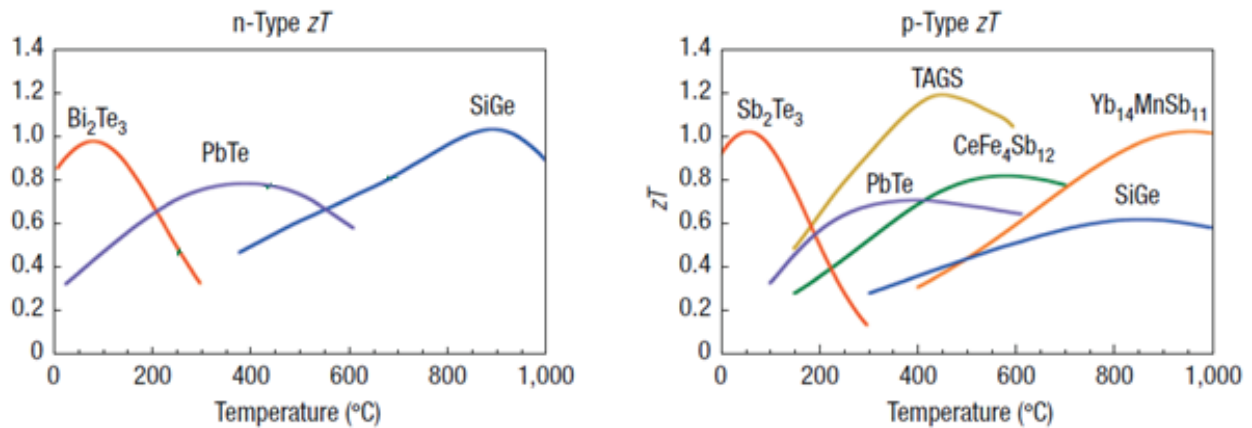 n-Type zT
1.4
1.2
1.0
0.8
0.6
0.4
0.2
0
Bi₂Te₃
PbTe
SiGe
0 200 400 600 800 1,000
Temperature (°C)
p-Type zT
zT
1.4
1.2
1.0
0.8
0.6
0.4
0.2
0
TAGS
Sb₂Te₃
Yb₁₄MnSb₁₁
CeFe₄Sb₁₂
PbTe
SiGe
0 200 400 600 800 1,000
Temperature (°C)